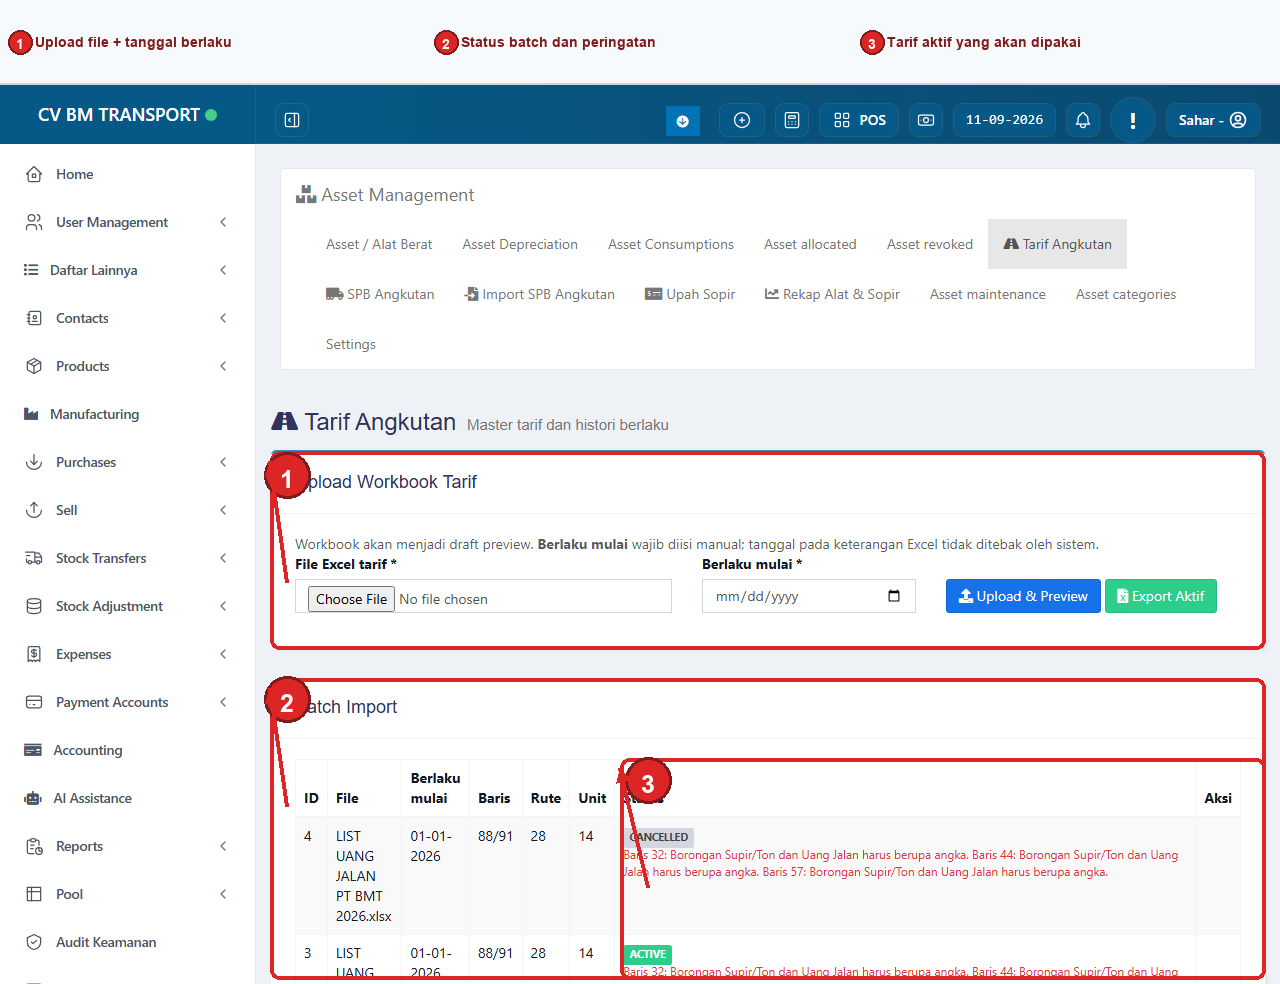 1 Upload file + tanggal berlaku
2 Status batch dan peringatan
3 Tarif aktif yang akan dipakai
CV BM TRANSPORT
POS
11-09-2026
Sahar -
Home
User Management
Daftar Lainnya
Contacts
Products
Manufacturing
Purchases
Sell
Stock Transfers
Stock Adjustment
Expenses
Payment Accounts
Accounting
AI Assistance
Reports
Pool
Audit Keamanan
Asset Management
Asset / Alat Berat
Asset Depreciation
Asset Consumptions
Asset allocated
Asset revoked
Tarif Angkutan
SPB Angkutan
Import SPB Angkutan
Upah Sopir
Rekap Alat & Sopir
Asset maintenance
Asset categories
Settings
Tarif Angkutan Master tarif dan histori berlaku
1
pload Workbook Tarif
Workbook akan menjadi draft preview. Berlaku mulai wajib diisi manual; tanggal pada keterangan Excel tidak ditebak oleh sistem.
File Excel tarif *
Berlaku mulai *
Choose File No file chosen
mm/dd/yyyy
Upload & Preview
Export Aktif
2
atch Import
3
ID File Berlaku mulai Baris Rute Unit Aksi
4 LIST UANG JALAN PT BMT 2026.xlsx 01-01-2026 88/91 28 14 CANCELLED
Baris 32: Borongan Supir/Ton dan Uang Jalan harus berupa angka. Baris 44: Borongan Supir/Ton dan Uang
Jalan harus berupa angka. Baris 57: Borongan Supir/Ton dan Uang Jalan harus berupa angka.
3 LIST UANG 01-01-2026 88/91 28 14 ACTIVE
Baris 32: Borongan Supir/Ton dan Uang Jalan harus berupa angka. Baris 44: Borongan Supir/Ton dan Uang